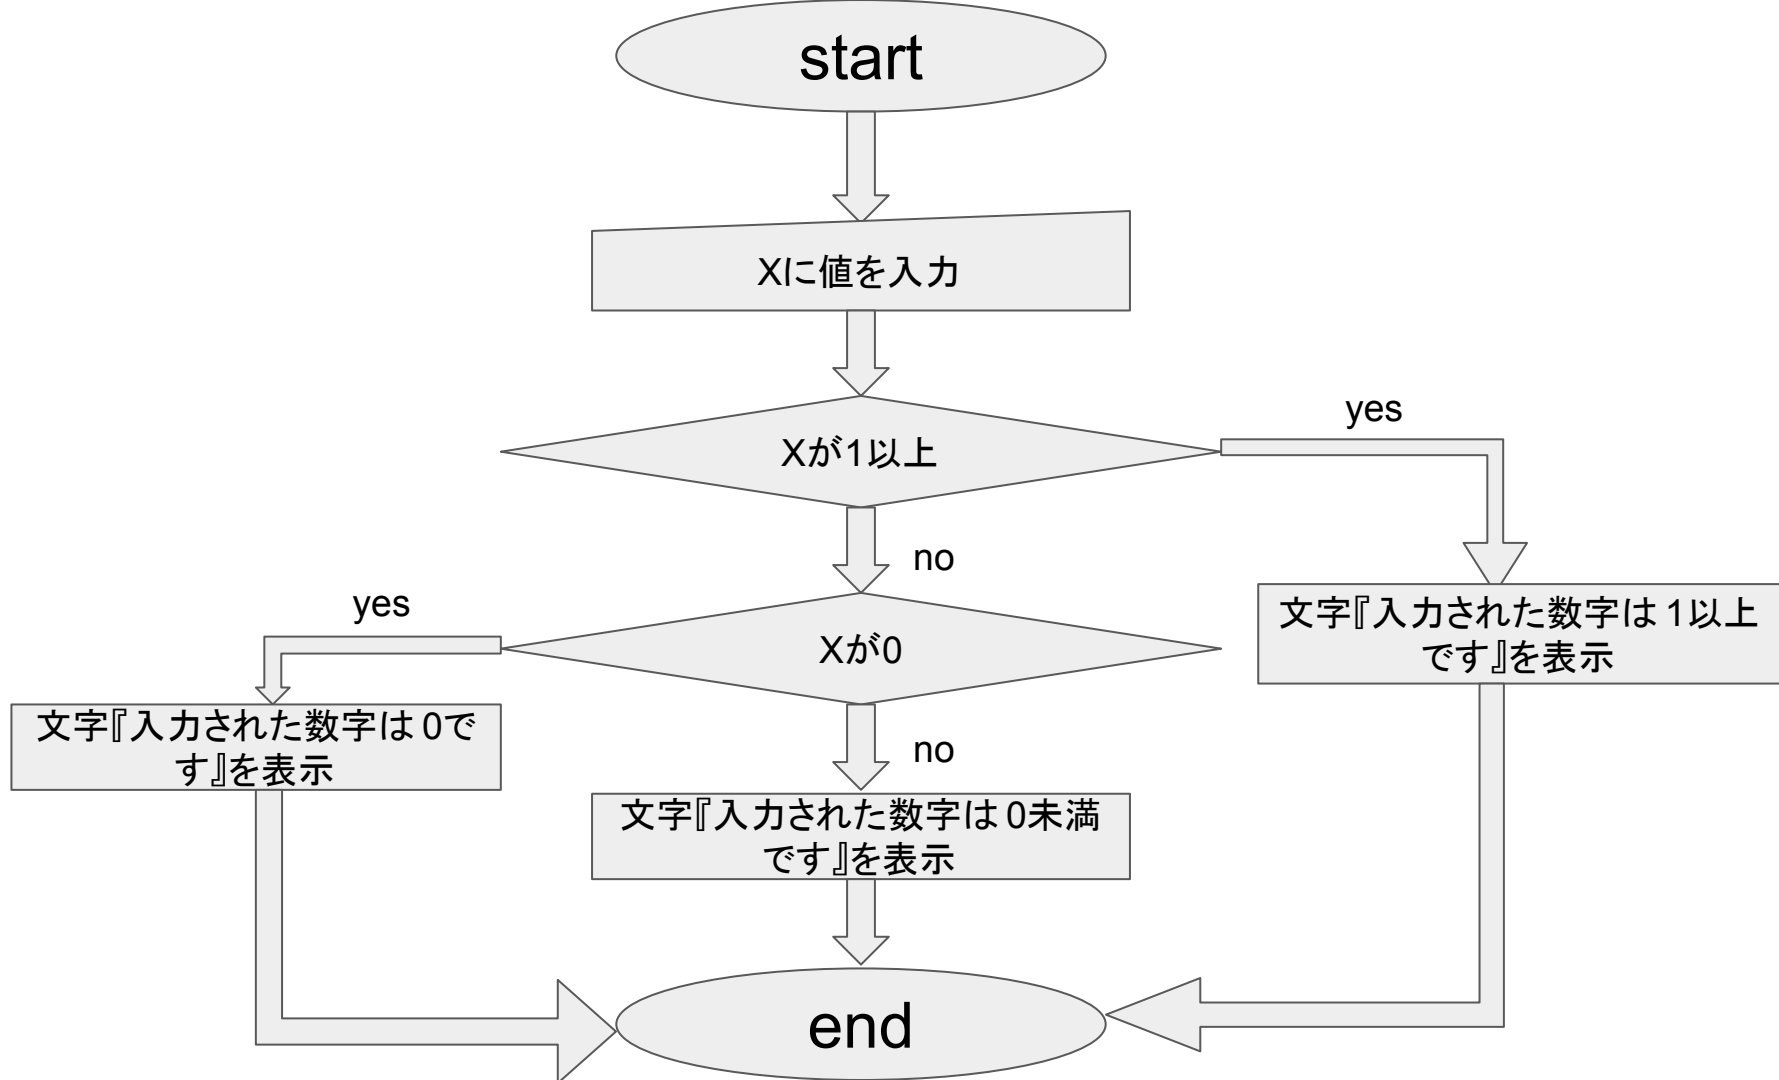 start
Xに値を入力
Xが1以上
yes
no
文字『入力された数字は1以上
です』を表示
Xが0
yes
no
文字『入力された数字は0で
す』を表示
文字『入力された数字は0未満
です』を表示
end